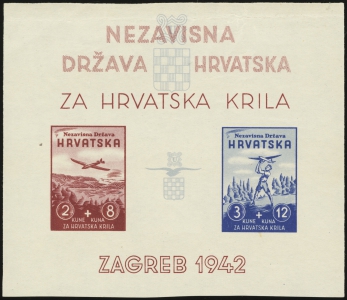 NEZAVISNA
DRŽAVA HRVATSKA
ZA HRVATSKA KRILA
Nezavisna Država
HRVATSKA
2 + 8
KUNE KUNA
ZA HRVATSKA KRILA
Nezavisna Država
HRVATSKA
3 + 12
KUNE KUNA
ZA HRVATSKA KRILA
ZAGREB 1942